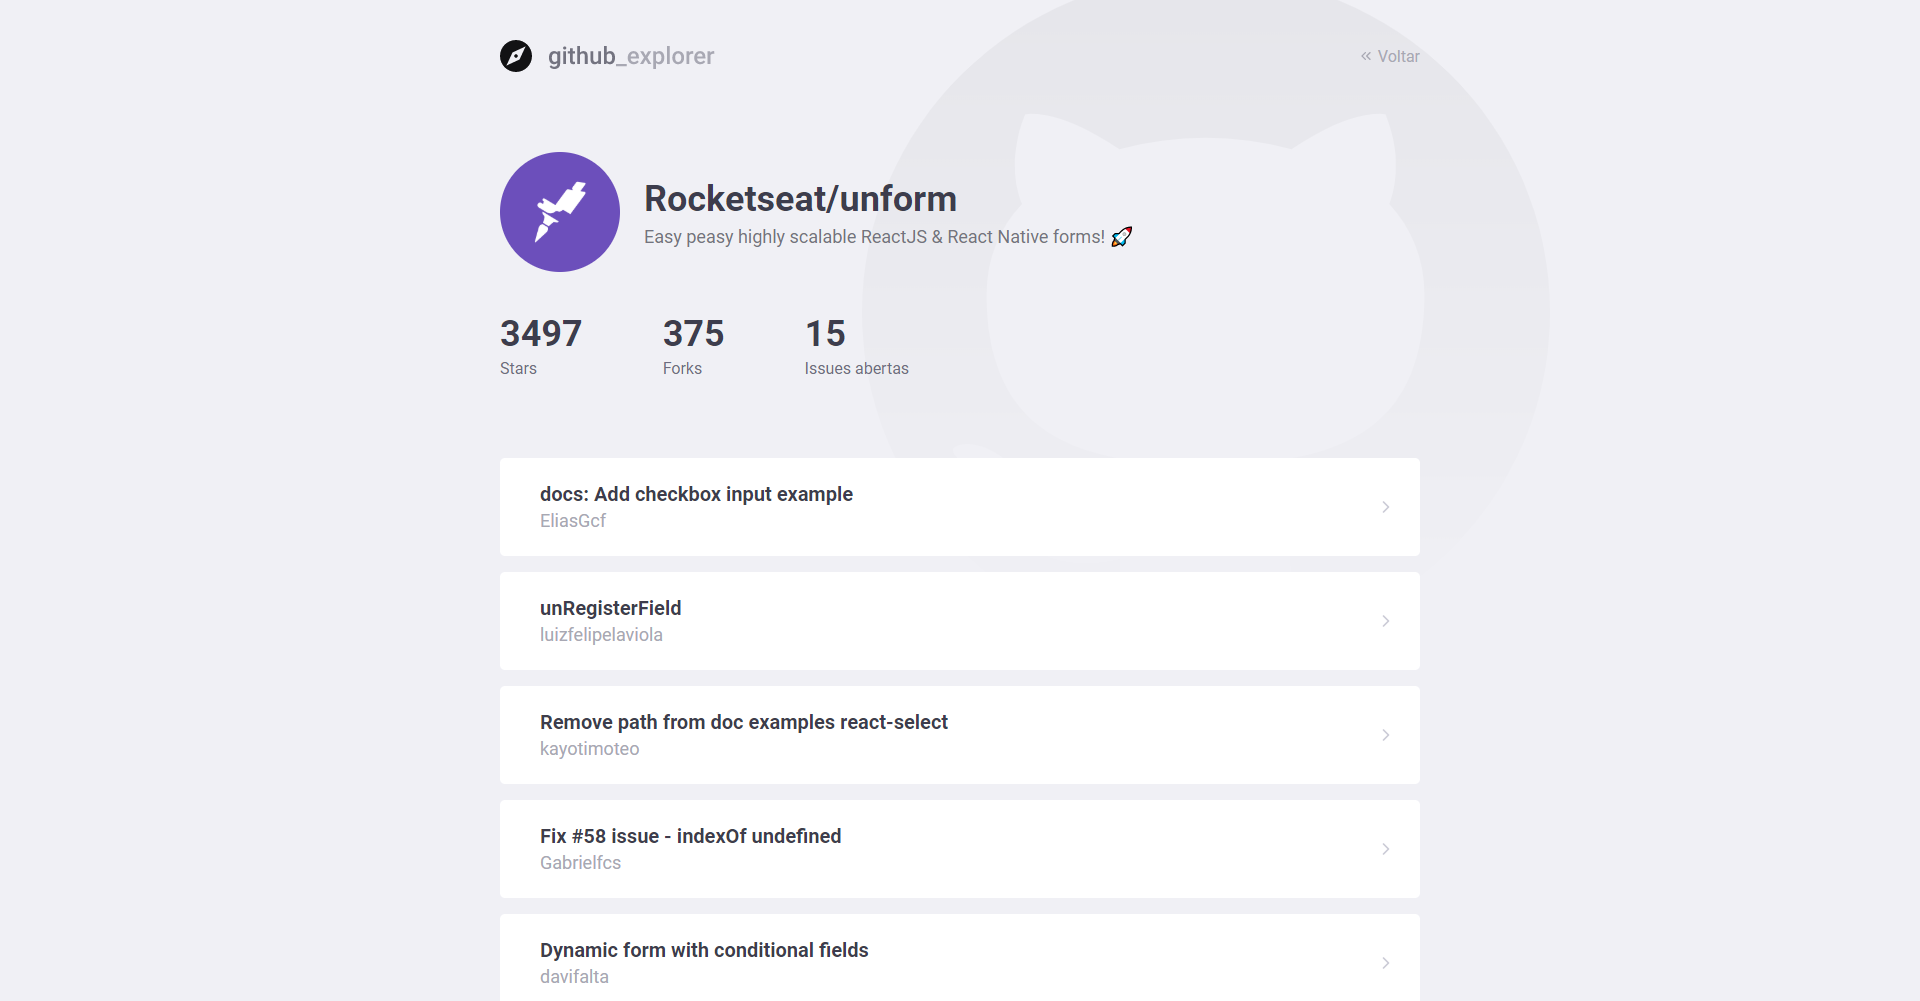 github_explorer
« Voltar
Rocketseat/unform
Easy peasy highly scalable ReactJS & React Native forms! 🚀
3497 375 15
Stars Forks Issues abertas
docs: Add checkbox input example
EliasGcf
unRegisterField
luizfelipelaviola
Remove path from doc examples react-select
kayotimoteo
Fix #58 issue - indexOf undefined
Gabrielfcs
Dynamic form with conditional fields
davifalta